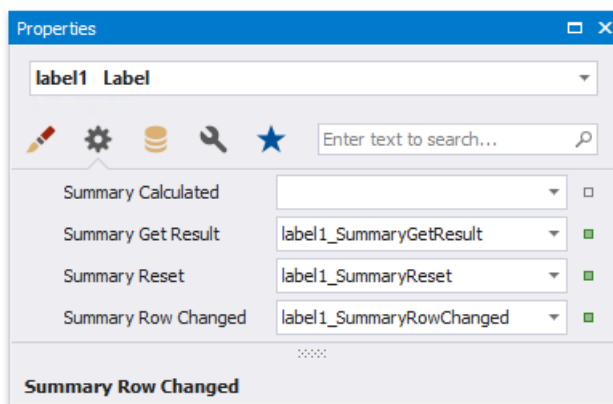 Properties
label1 Label
Enter text to search...
Summary Calculated
Summary Get Result label1_SummaryGetResult
Summary Reset label1_SummaryReset
Summary Row Changed label1_SummaryRowChanged
Summary Row Changed